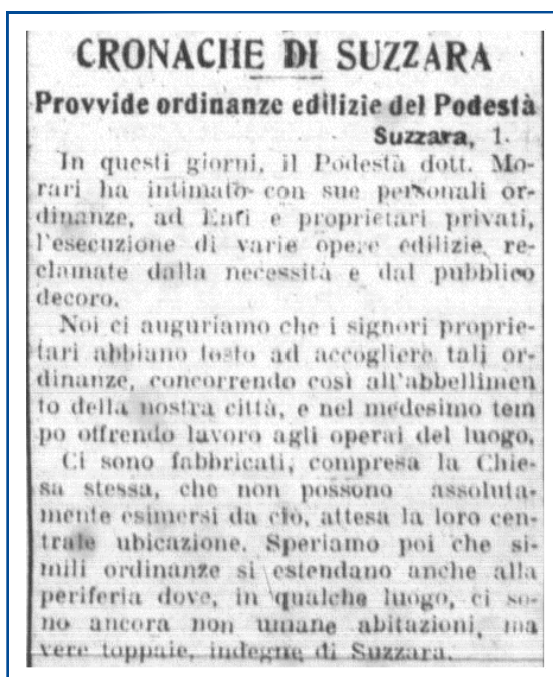 CRONACHE DI SUZZARA
Provvide ordinanze edilizie del Podestà
Suzzara, 1.
In questi giorni, il Podestà dott. Mo-
rari ha intimato con sue personali or-
dinanze, ad Enti e proprietari privati,
l'esecuzione di varie opere edilizie re-
clamate dalla necessità e dal pubblico
decoro.
Noi ci auguriamo che i signori proprie-
tari abbiano tosto ad accogliere tali or-
dinanze, concorrendo così all'abbellimen
to della nostra città, e nel medesimo tem
po offrendo lavoro agli operai del luogo.
Ci sono fabbricati, compresa la Chie-
sa stessa, che non possono assoluta-
mente esimersi da ciò, attesa la loro cen-
trale ubicazione. Speriamo poi che si-
mili ordinanze si estendano anche alla
periferia dove, in qualche luogo, ci so-
no ancora non umane abitazioni, ma
vere toppaie, indegne di Suzzara.